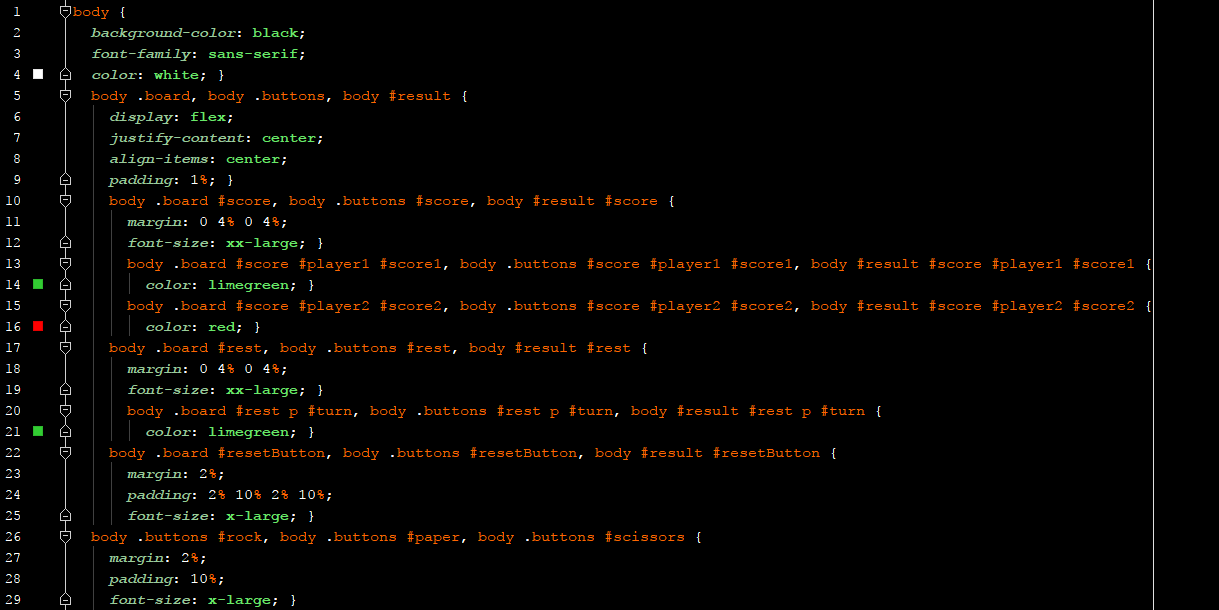 1 body {
2 background-color: black;
3 font-family: sans-serif;
4 color: white; }
5 body .board, body .buttons, body #result {
6 display: flex;
7 justify-content: center;
8 align-items: center;
9 padding: 1%; }
10 body .board #score, body .buttons #score, body #result #score {
11 margin: 0 4% 0 4%;
12 font-size: xx-large; }
13 body .board #score #player1 #score1, body .buttons #score #player1 #score1, body #result #score #player1 #score1 {
14 color: limegreen; }
15 body .board #score #player2 #score2, body .buttons #score #player2 #score2, body #result #score #player2 #score2 {
16 color: red; }
17 body .board #rest, body .buttons #rest, body #result #rest {
18 margin: 0 4% 0 4%;
19 font-size: xx-large; }
20 body .board #rest p #turn, body .buttons #rest p #turn, body #result #rest p #turn {
21 color: limegreen; }
22 body .board #resetButton, body .buttons #resetButton, body #result #resetButton {
23 margin: 2%;
24 padding: 2% 10% 2% 10%;
25 font-size: x-large; }
26 body .buttons #rock, body .buttons #paper, body .buttons #scissors {
27 margin: 2%;
28 padding: 10%;
29 font-size: x-large; }